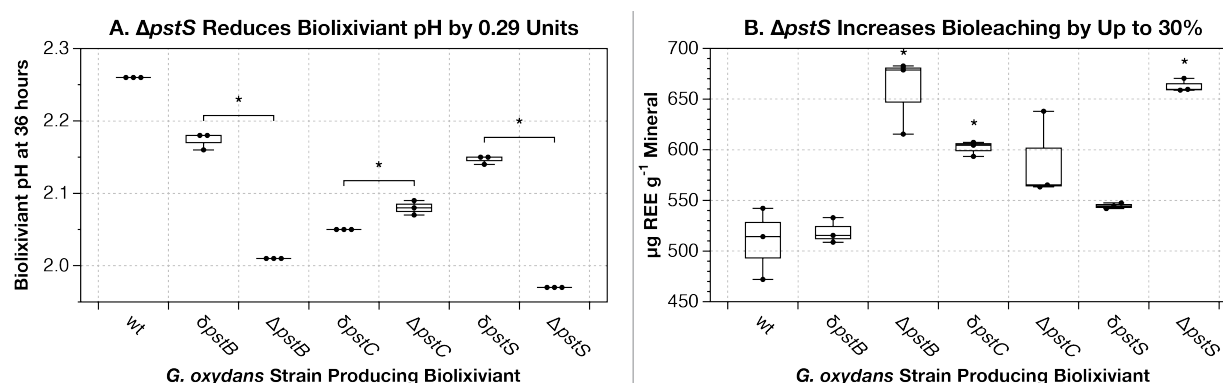 A. ΔpstS Reduces Biolixiviant pH by 0.29 Units
Biolixiviant pH at 36 hours
2.3
2.2
2.1
2.0
*
*
*
wt
δpstB
ΔpstB
δpstC
ΔpstC
δpstS
ΔpstS
G. oxydans Strain Producing Biolixiviant
B. ΔpstS Increases Bioleaching by Up to 30%
µg REE g⁻¹ Mineral
700
650
600
550
500
450
*
*
*
wt
δpstB
ΔpstB
δpstC
ΔpstC
δpstS
ΔpstS
G. oxydans Strain Producing Biolixiviant